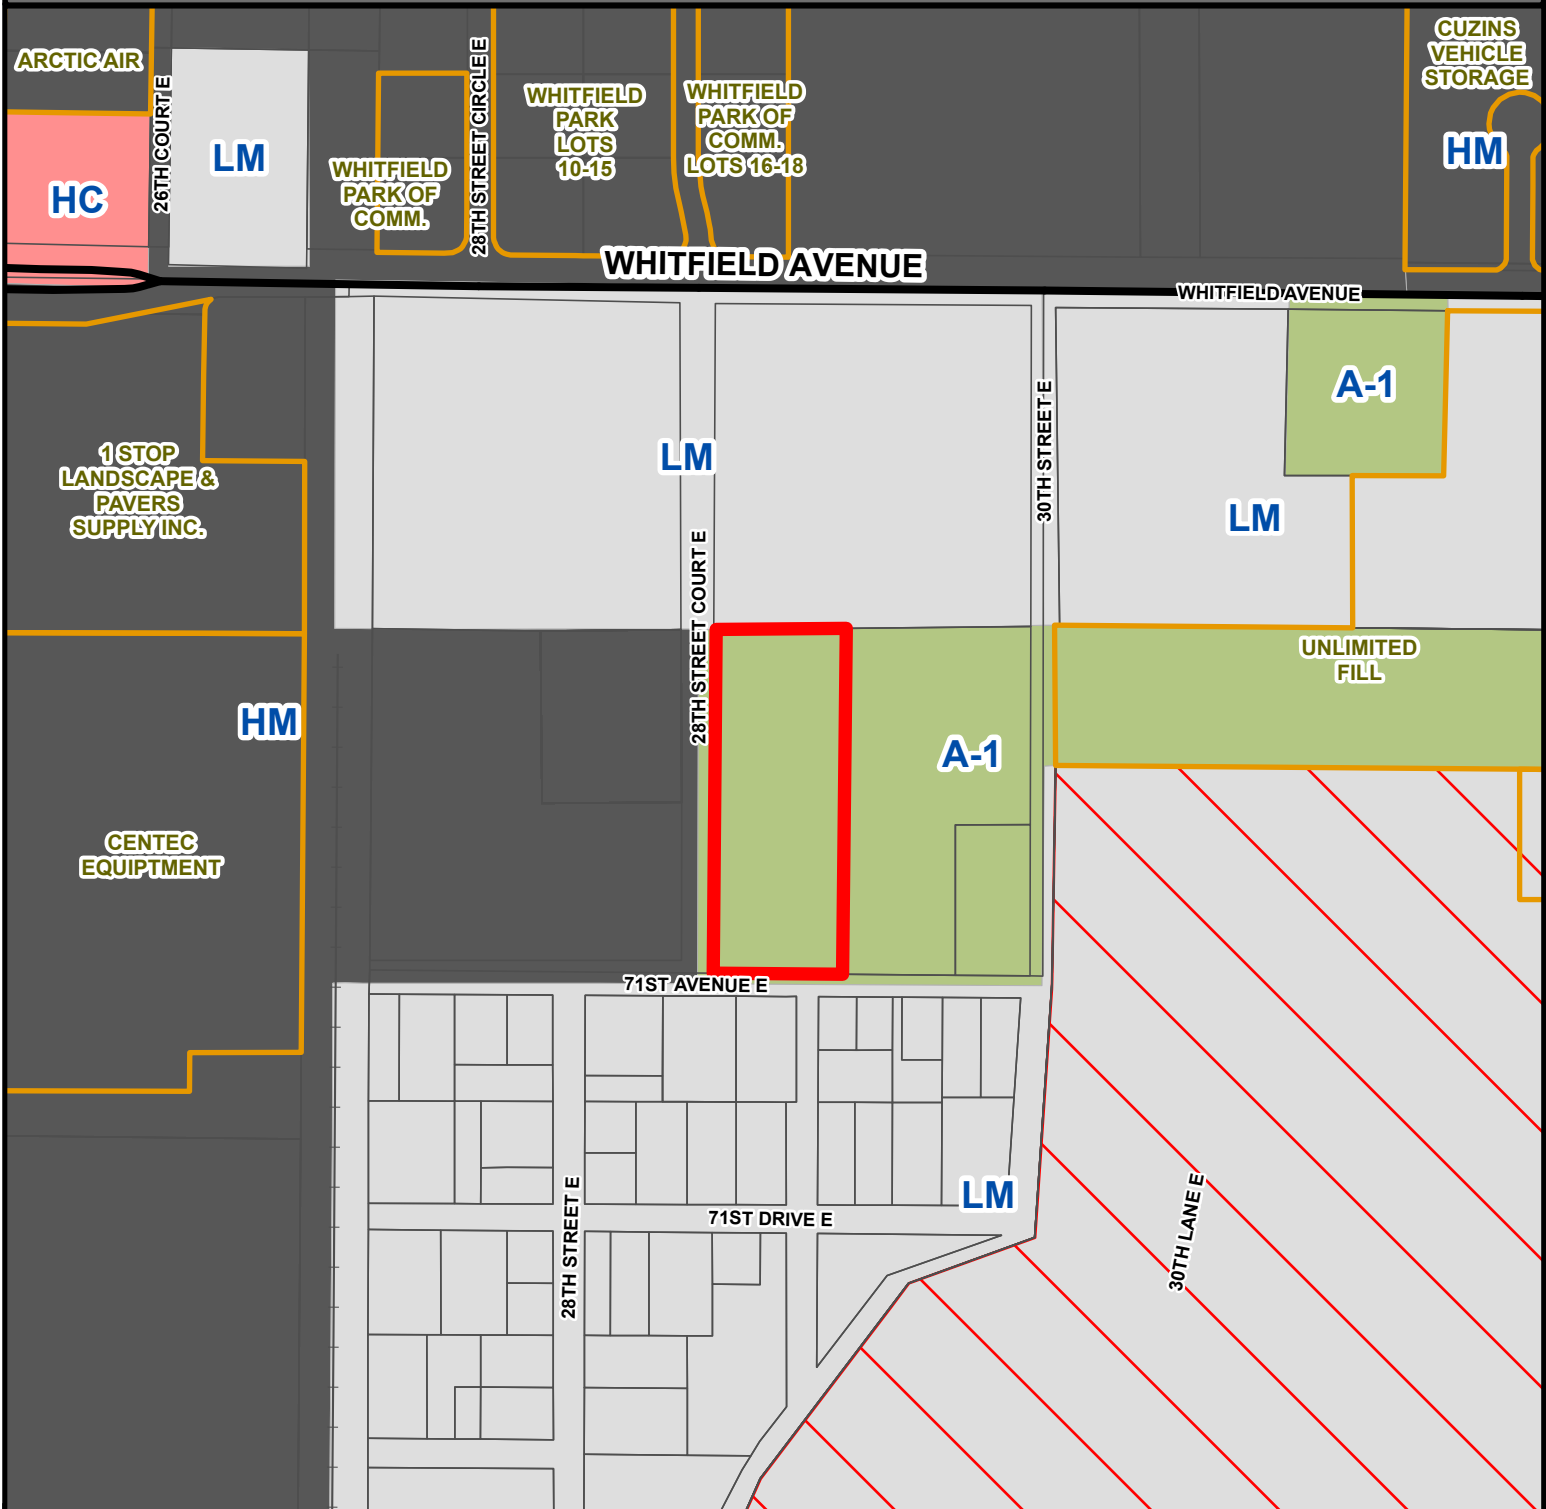 ARCTIC AIR
26TH COURT E
LM
HC
WHITFIELD
PARK OF
COMM.
28TH STREET CIRCLE E
WHITFIELD
PARK
LOTS
10-15
WHITFIELD
PARK OF
COMM.
LOTS 16-18
CUZINS
VEHICLE
STORAGE
HM
WHITFIELD AVENUE
WHITFIELD AVENUE
A-1
1 STOP
LANDSCAPE &
PAVERS
SUPPLY INC.
LM
30TH STREET E
LM
28TH STREET COURT E
UNLIMITED
FILL
HM
A-1
CENTEC
EQUIPTMENT
71ST AVENUE E
28TH STREET E
71ST DRIVE E
LM
30TH LANE E